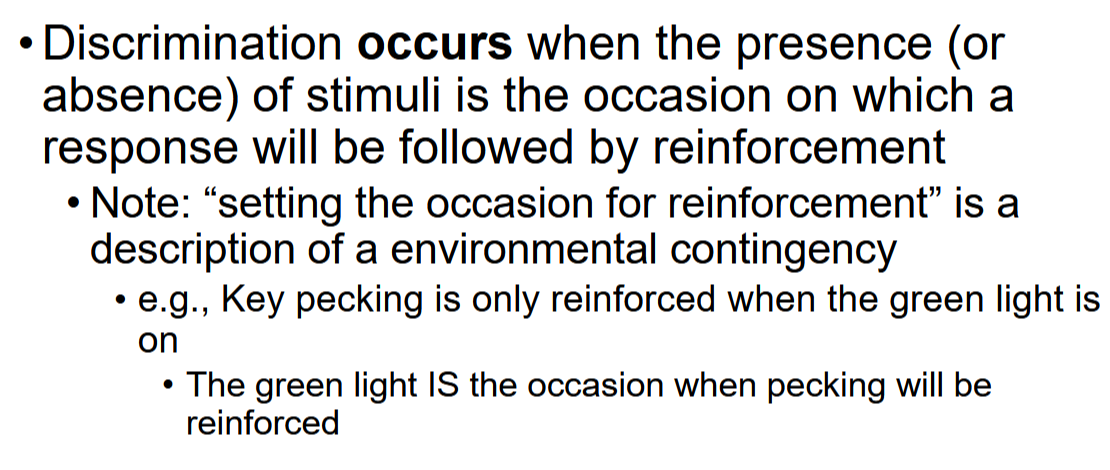 • Discrimination occurs when the presence (or
absence) of stimuli is the occasion on which a
response will be followed by reinforcement
• Note: “setting the occasion for reinforcement” is a
description of a environmental contingency
• e.g., Key pecking is only reinforced when the green light is
on
• The green light IS the occasion when pecking will be
reinforced